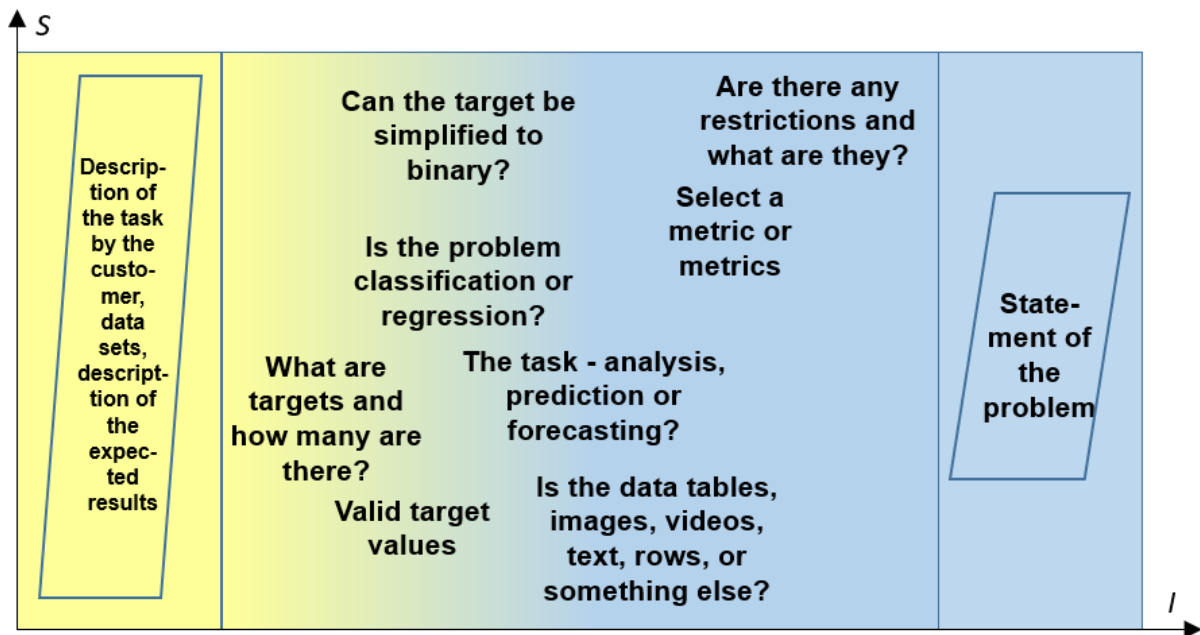 S
Descrip-
tion of
the task
by the
custo-
mer,
data
sets,
descript-
tion of
the
expec-
ted
results
Can the target be
simplified to
binary?
Are there any
restrictions and
what are they?
Select a
metric or
metrics
Is the problem
classification or
regression?
What are
targets and
how many are
there?
The task - analysis,
prediction or
forecasting?
Valid target
values
Is the data tables,
images, videos,
text, rows, or
something else?
State-
ment of
the
problem
I